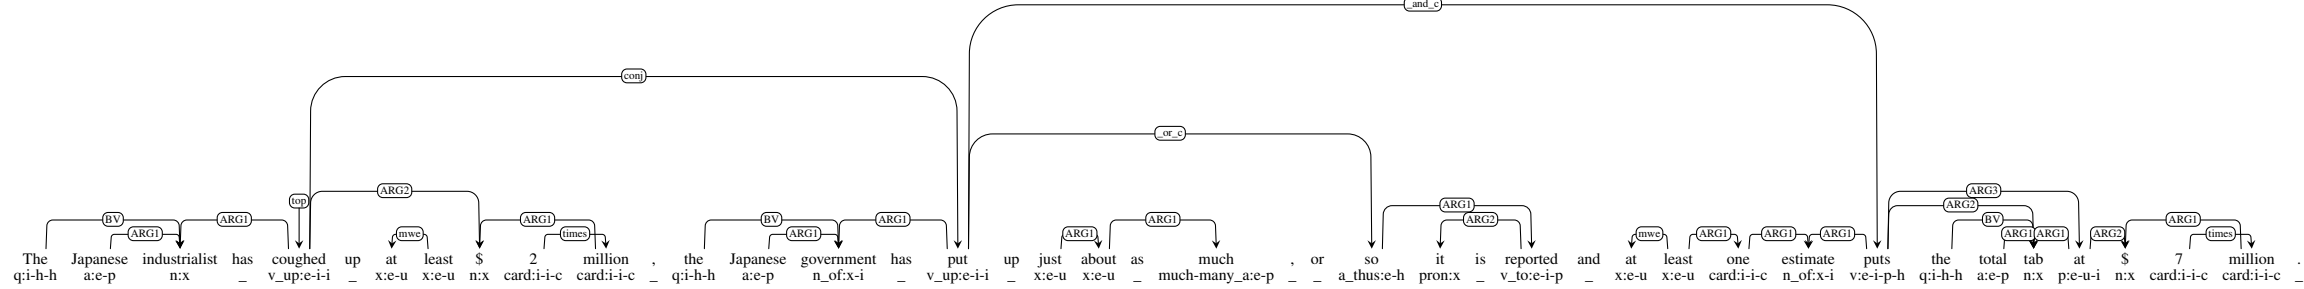 _and_c
conj
_or_c
top ARG2 ARG3
BV ARG1 ARG1 BV ARG1 ARG1 ARG1 ARG2 BV ARG1
ARG1 mwe times ARG1 ARG1 ARG2 mwe ARG1 ARG1 ARG1 ARG1 ARG1 ARG2 times
The Japanese industrialist has coughed up at least $ 2 million , the Japanese government has put up just about as much , or so it is reported and at least one estimate puts the total tab at $ 7 million .
q:i-h-h a:e-p n:x _ v_up:e-i-i _ x:e-u x:e-u n:x card:i-i-c card:i-i-c _ q:i-h-h a:e-p n_of:x-i _ v_up:e-i-i _ x:e-u x:e-u _ much-many_a:e-p _ _ a_thus:e-h pron:x _ v_to:e-i-p _ x:e-u x:e-u card:i-i-c n_of:x-i v:e-i-p-h q:i-h-h a:e-p n:x p:e-u-i n:x card:i-i-c card:i-i-c _